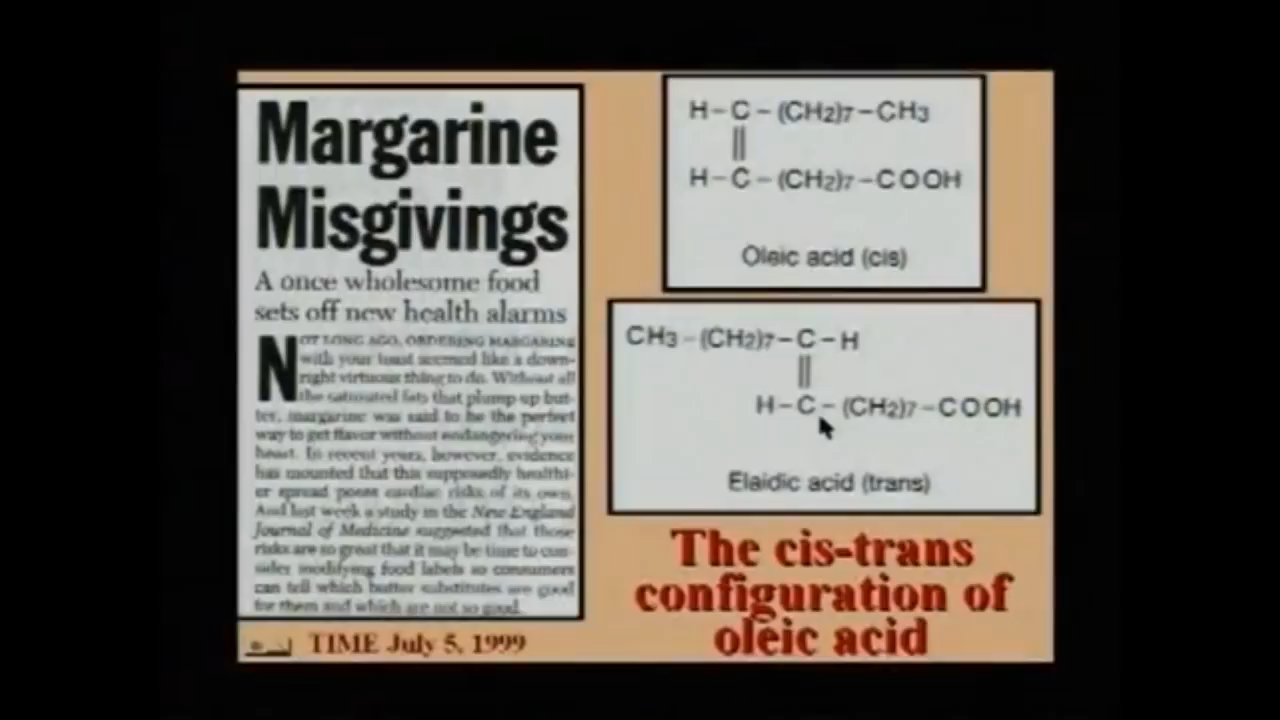 Margarine
Misgivings
A once wholesome food
sets off new health alarms
NOT LONG AGO, ORDERING MARGARINE
with your toast seemed like a down-
right virtuous thing to do. Without all
the saturated fats that plump up but-
ter, margarine was said to be the perfect
way to get flavor without endangering your
heart. In recent years, however, evidence
has mounted that this supposedly healthi-
er spread poses cardiac risks of its own.
And last week a study in the New England
Journal of Medicine suggested that those
risks are so great that it may be time to con-
sider modifying food labels so consumers
can tell which butter substitutes are good
for them and which are not so good.
TIME July 5, 1999
H-C-(CH2)7-CH3
||
H-C-(CH2)7-COOH
Oleic acid (cis)
CH3-(CH2)7-C-H
||
H-C-(CH2)7-COOH
Elaidic acid (trans)
The cis-trans
configuration of
oleic acid